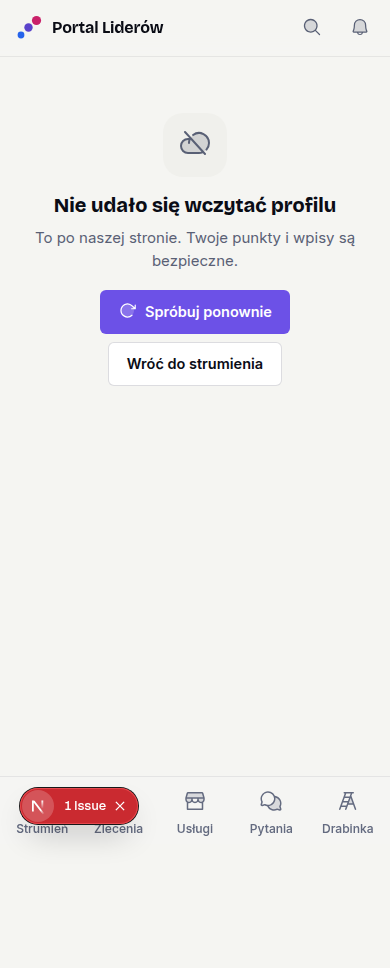 Portal Liderów
Nie udało się wczytać profilu
To po naszej stronie. Twoje punkty i wpisy są
bezpieczne.
Spróbuj ponownie
Wróć do strumienia
1 Issue
Strumień Zlecenia Usługi Pytania Drabinka